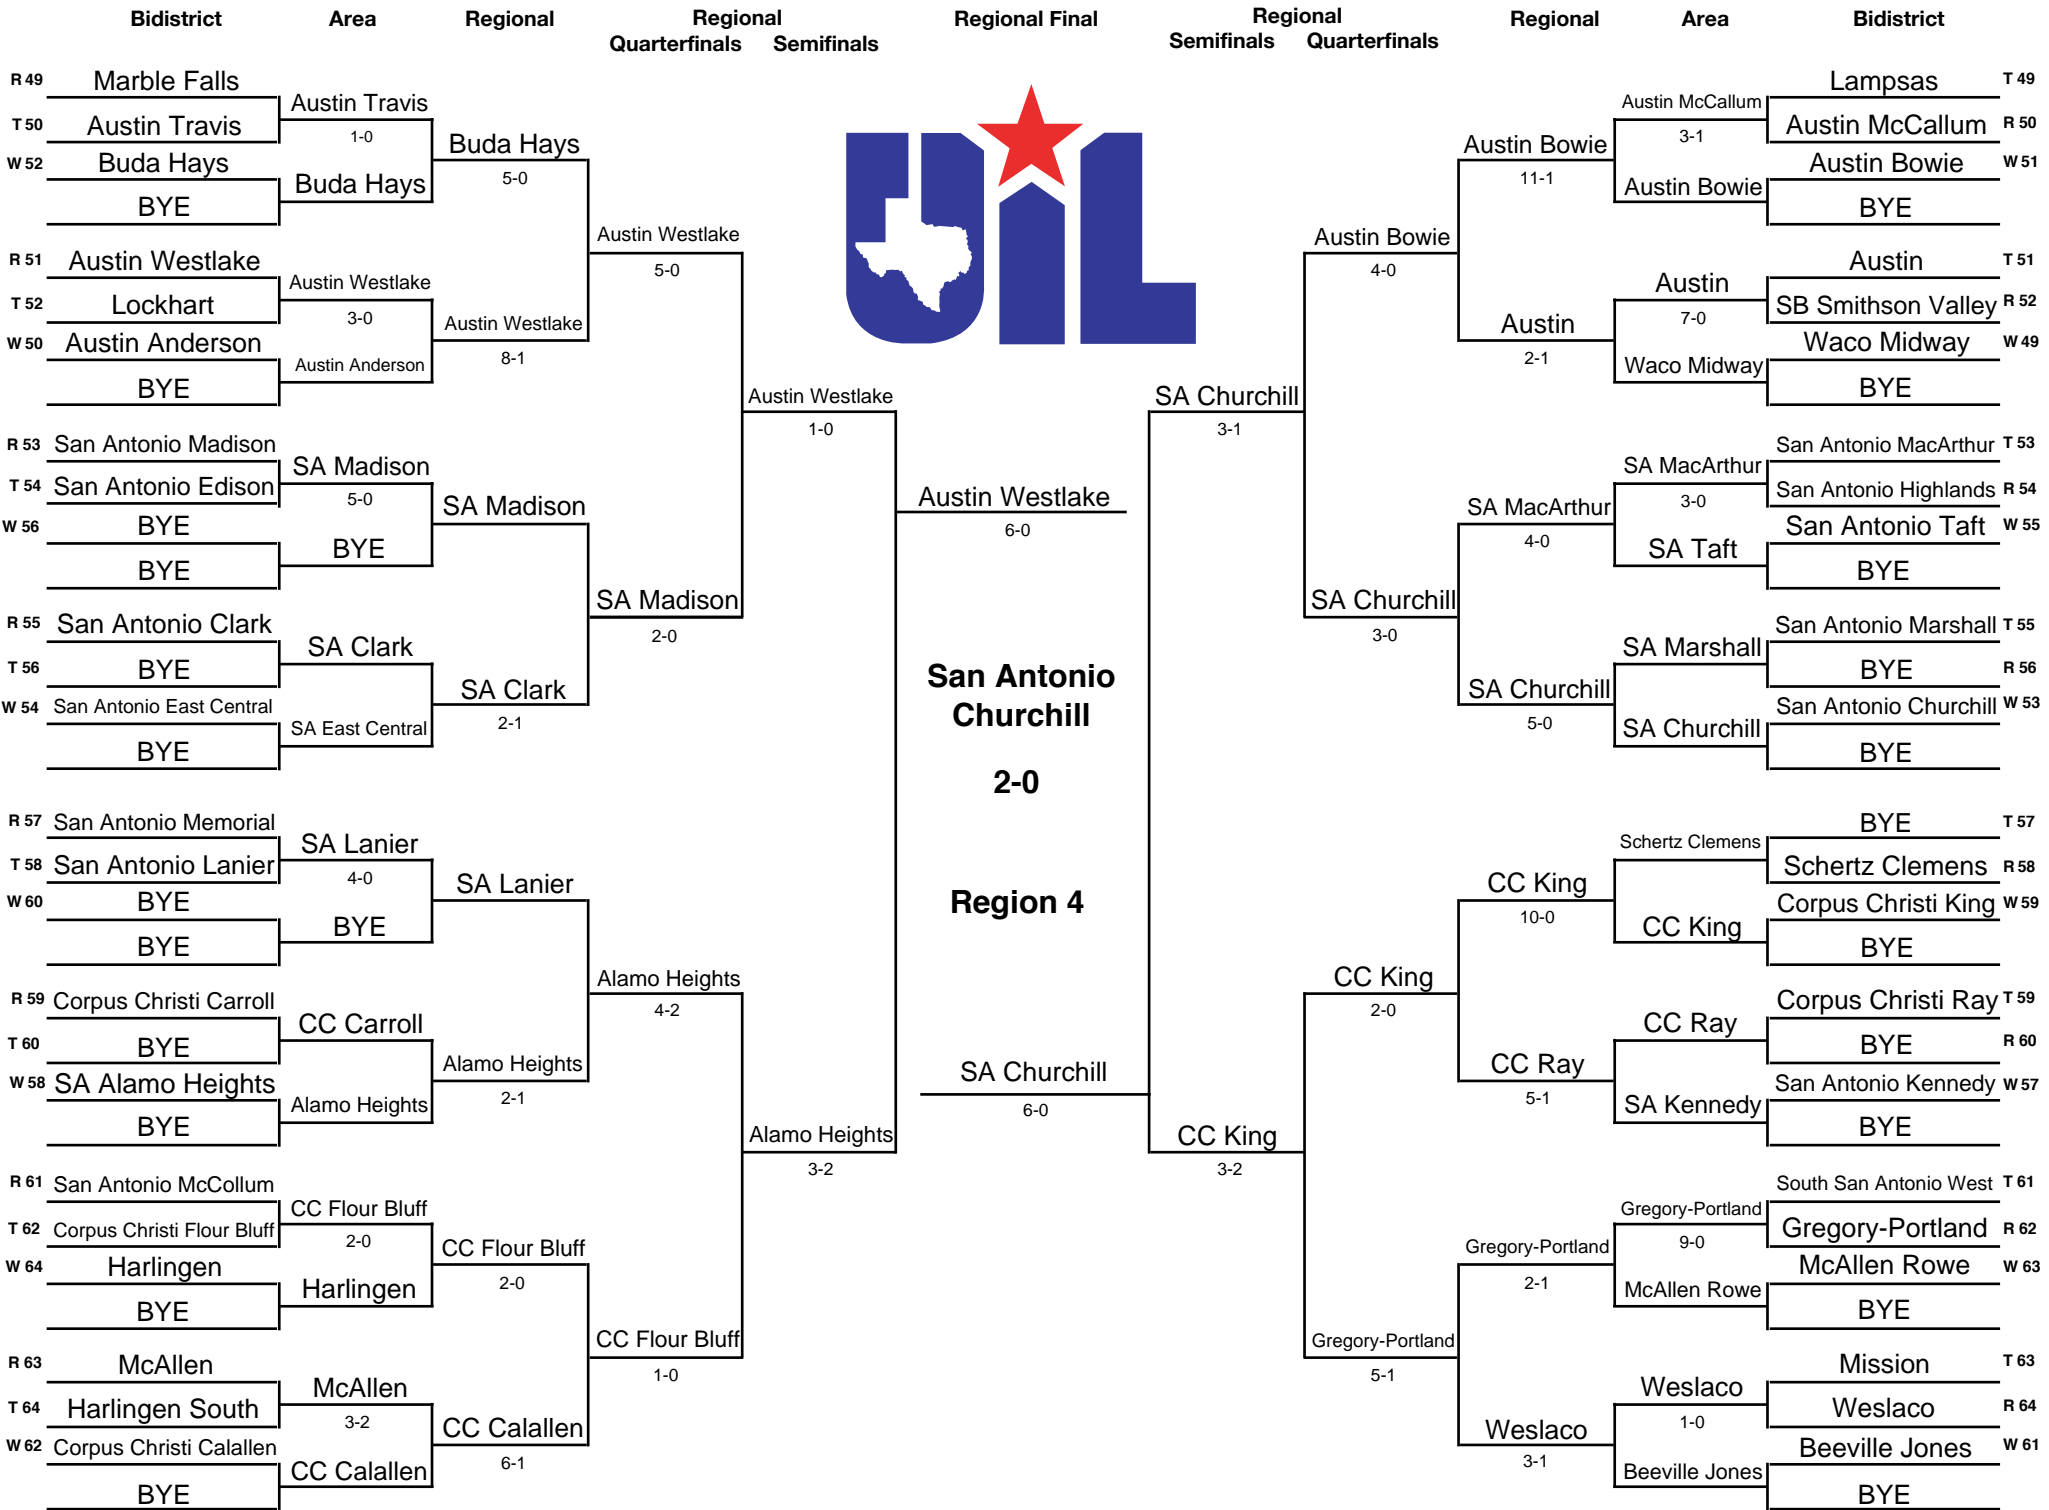 Bidistrict Area Regional Regional Regional Final Regional Regional Area Bidistrict
Quarterfinals Semifinals Semifinals Quarterfinals
R 49 Marble Falls
Austin Travis
T 50 Austin Travis
1-0
Buda Hays
W 52 Buda Hays
5-0
Buda Hays
BYE
Austin Westlake
5-0
R 51 Austin Westlake
Austin Westlake
T 52 Lockhart
3-0
Austin Westlake
W 50 Austin Anderson
8-1
Austin Anderson
BYE
Austin Westlake
1-0
R 53 San Antonio Madison
SA Madison
T 54 San Antonio Edison
5-0
SA Madison
W 56 BYE
BYE
BYE
SA Madison
2-0
R 55 San Antonio Clark
SA Clark
T 56 BYE
SA Clark
W 54 San Antonio East Central
2-1
SA East Central
BYE
R 57 San Antonio Memorial
SA Lanier
T 58 San Antonio Lanier
4-0
SA Lanier
W 60 BYE
BYE
BYE
Alamo Heights
4-2
R 59 Corpus Christi Carroll
CC Carroll
T 60 BYE
Alamo Heights
W 58 SA Alamo Heights
2-1
Alamo Heights
BYE
Alamo Heights
3-2
R 61 San Antonio McCollum
CC Flour Bluff
T 62 Corpus Christi Flour Bluff
2-0
CC Flour Bluff
W 64 Harlingen
2-0
Harlingen
BYE
CC Flour Bluff
1-0
R 63 McAllen
McAllen
T 64 Harlingen South
3-2
CC Calallen
W 62 Corpus Christi Calallen
6-1
CC Calallen
BYE
UIL
Austin Westlake
6-0
San Antonio
Churchill
2-0
Region 4
SA Churchill
6-0
Lampsas T 49
Austin McCallum
3-1
Austin McCallum R 50
Austin Bowie
11-1
Austin Bowie W 51
Austin Bowie
BYE
Austin Bowie
4-0
Austin T 51
Austin
7-0
SB Smithson Valley R 52
Austin
2-1
Waco Midway W 49
Waco Midway
BYE
SA Churchill
3-1
San Antonio MacArthur T 53
SA MacArthur
3-0
San Antonio Highlands R 54
SA MacArthur
4-0
San Antonio Taft W 55
SA Taft
BYE
SA Churchill
3-0
San Antonio Marshall T 55
SA Marshall
BYE R 56
SA Churchill
5-0
San Antonio Churchill W 53
SA Churchill
BYE
BYE T 57
Schertz Clemens
Schertz Clemens R 58
CC King
10-0
Corpus Christi King W 59
CC King
BYE
CC King
2-0
Corpus Christi Ray T 59
CC Ray
BYE R 60
CC Ray
5-1
San Antonio Kennedy W 57
SA Kennedy
BYE
CC King
3-2
South San Antonio West T 61
Gregory-Portland
9-0
Gregory-Portland R 62
Gregory-Portland
2-1
McAllen Rowe W 63
McAllen Rowe
BYE
Gregory-Portland
5-1
Mission T 63
Weslaco
1-0
Weslaco R 64
Weslaco
3-1
Beeville Jones W 61
Beeville Jones
BYE